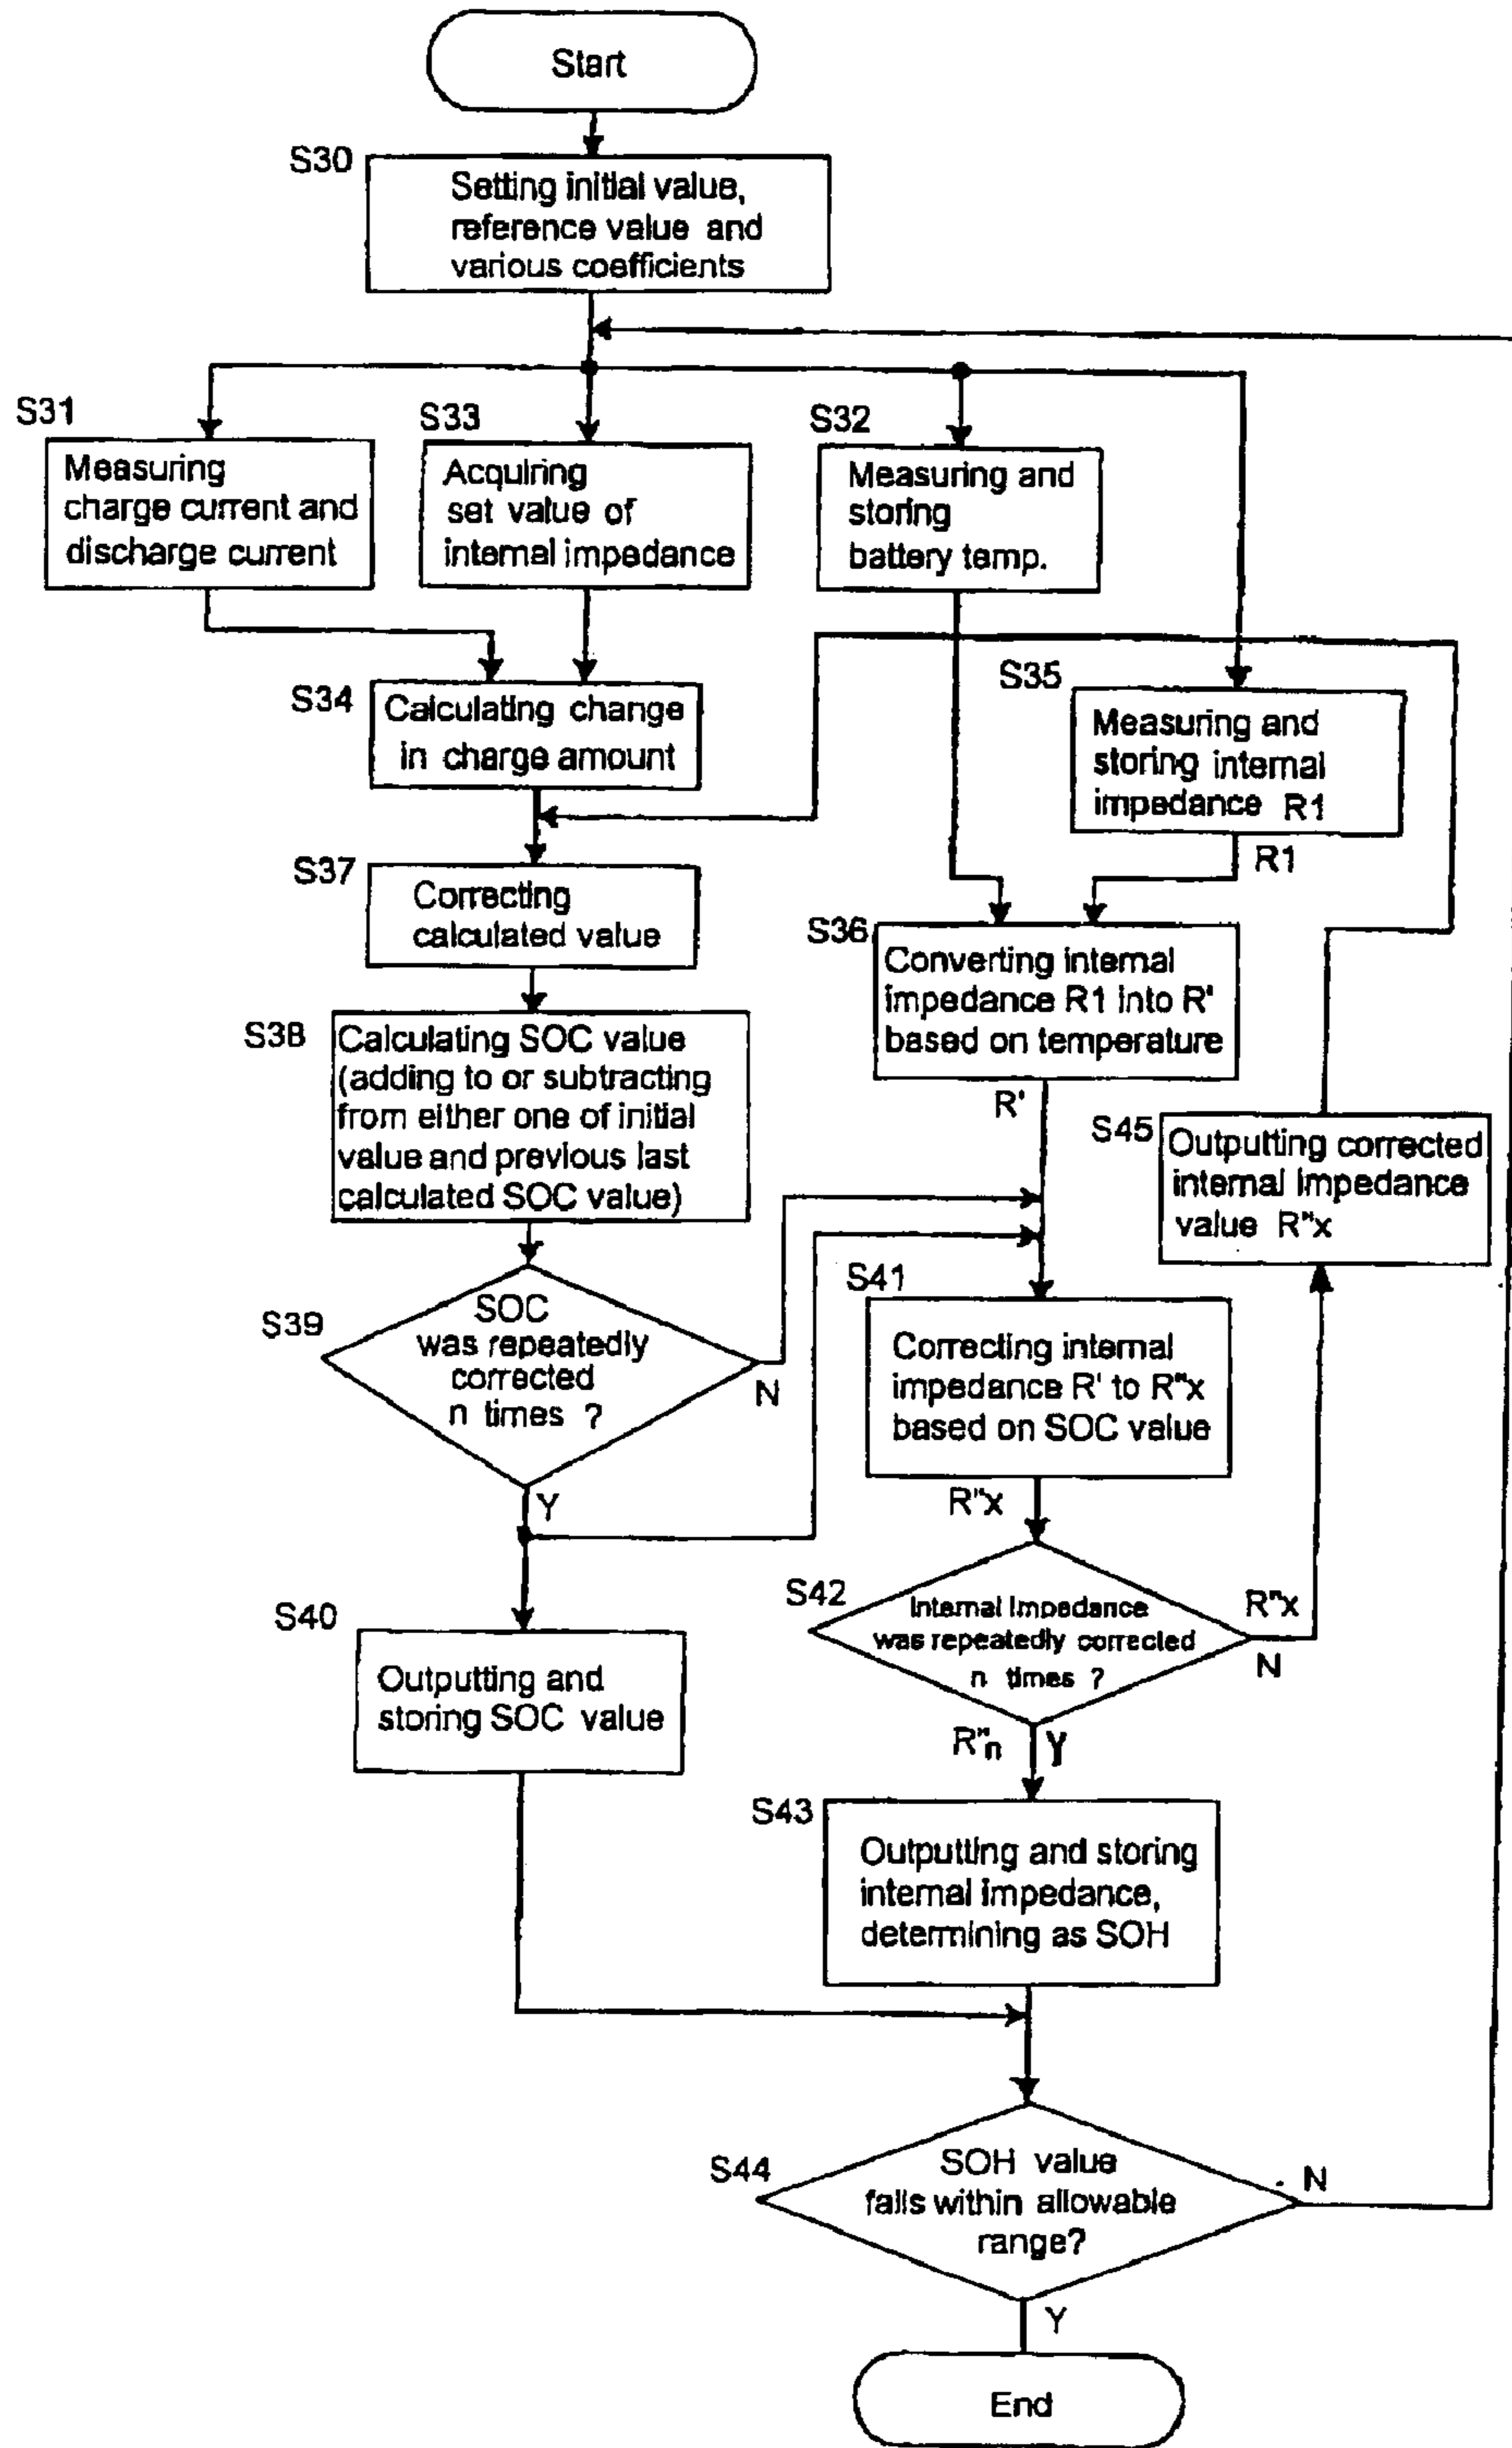 Start
S30
Setting initial value,
reference value and
various coefficients
S31
Measuring
charge current and
discharge current
S33
Acquiring
set value of
internal impedance
S32
Measuring and
storing
battery temp.
S34
Calculating change
in charge amount
S35
Measuring and
storing internal
impedance R1
R1
S37
Correcting
calculated value
S36
Converting internal
impedance R1 into R'
based on temperature
R'
S38
Calculating SOC value
(adding to or subtracting
from either one of initial
value and previous last
calculated SOC value)
S45
Outputting corrected
internal impedance
value R"x
S39
SOC
was repeatedly
corrected
n times ?
N
Y
S41
Correcting internal
impedance R' to R"x
based on SOC value
R"x
S42
Internal Impedance
was repeatedly corrected
n times ?
R"x
N
R"n
Y
S40
Outputting and
storing SOC value
S43
Outputting and storing
internal impedance,
determining as SOH
S44
SOH value
falls within allowable
range?
N
Y
End